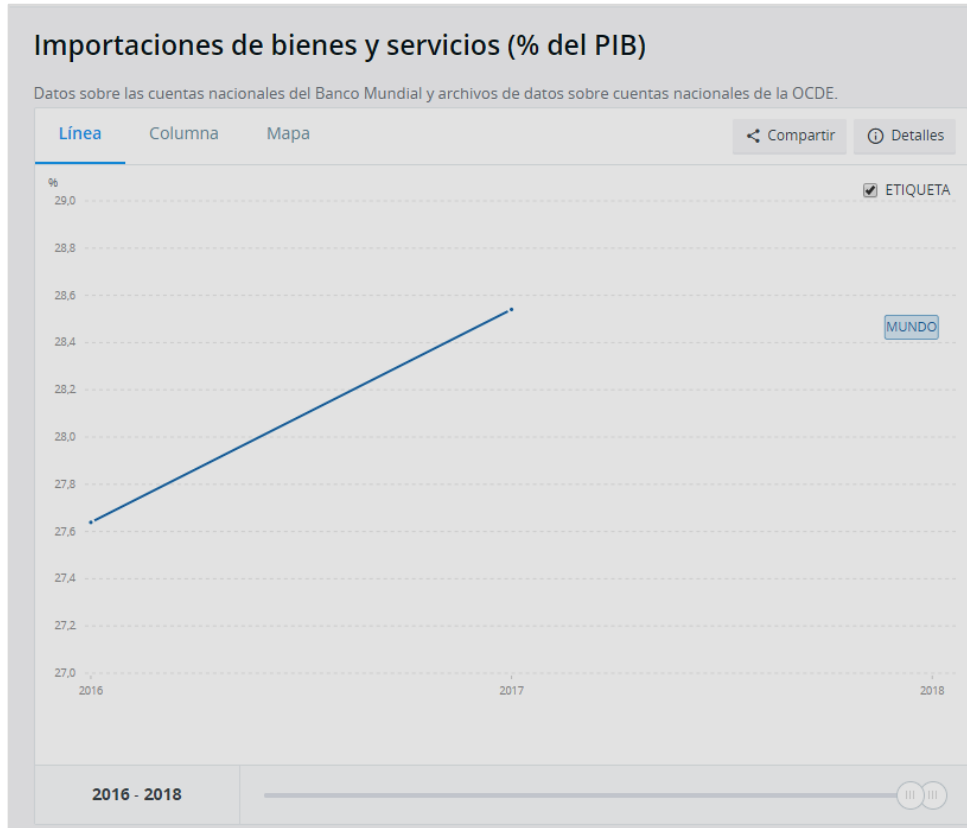 Importaciones de bienes y servicios (% del PIB)
Datos sobre las cuentas nacionales del Banco Mundial y archivos de datos sobre cuentas nacionales de la OCDE.
Línea Columna Mapa Compartir Detalles
%
ETIQUETA
29,0
28,8
28,6
MUNDO
28,4
28,2
28,0
27,8
27,6
27,4
27,2
27,0
2016 2017 2018
2016 - 2018